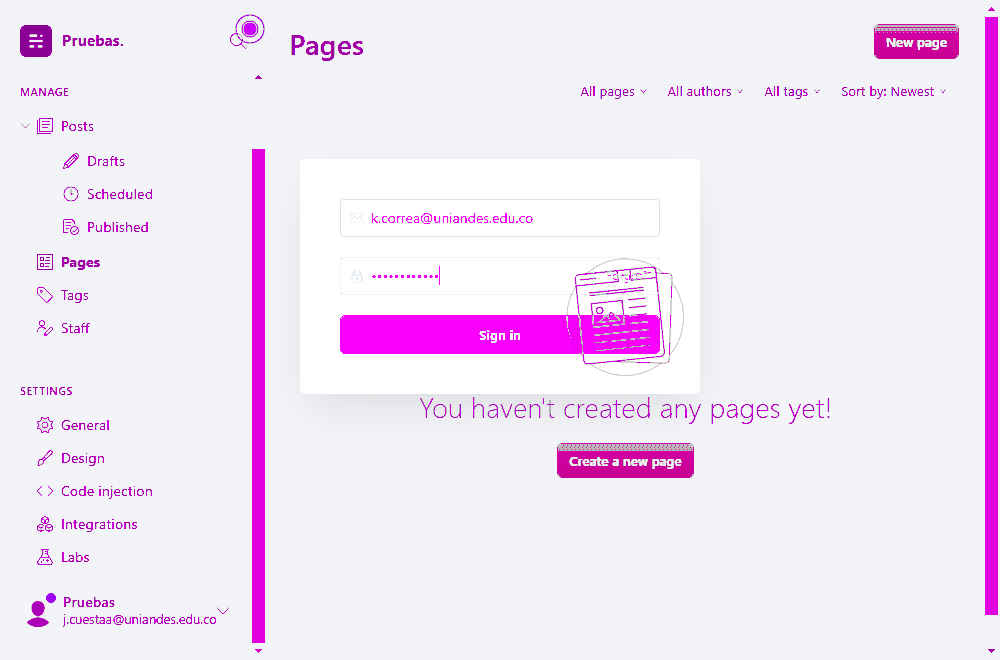 Pruebas.
MANAGE
Posts
Drafts
Scheduled
Published
Pages
Tags
Staff
SETTINGS
General
Design
Code injection
Integrations
Labs
Pruebas
j.cuestaa@uniandes.edu.co
Pages
New page
All pages
All authors
All tags
Sort by: Newest
k.correa@uniandes.edu.co
••••••••••••
Sign in
You haven't created any pages yet!
Create a new page